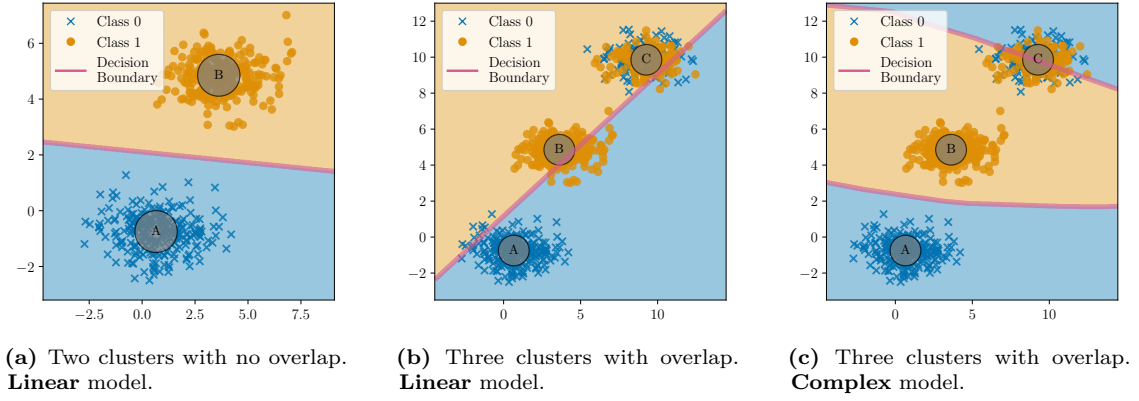 Class 0
Class 1
Decision
Boundary
B
A
6
4
2
0
−2
−2.5
0.0
2.5
5.0
7.5
Class 0
Class 1
Decision
Boundary
C
B
A
12
10
8
6
4
2
0
−2
0
5
10
Class 0
Class 1
Decision
Boundary
C
B
A
12
10
8
6
4
2
0
−2
0
5
10
(a) Two clusters with no overlap.
Linear model.
(b) Three clusters with overlap.
Linear model.
(c) Three clusters with overlap.
Complex model.